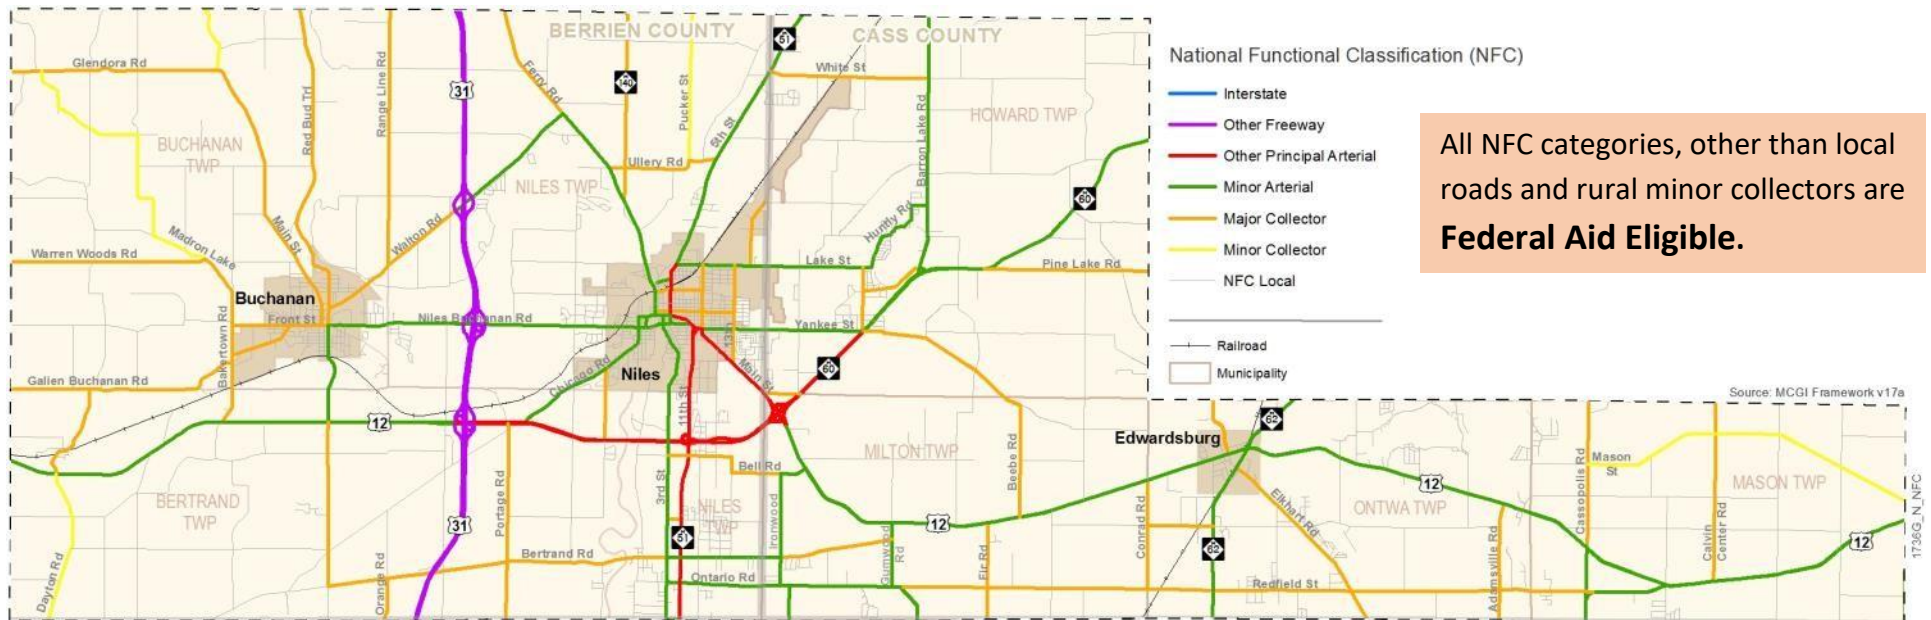 BERRIEN COUNTY
CASS COUNTY
51
Glendora Rd
Ferry Rd
White St
140
31
Range Line Rd
Red Bud Trl
Pucker St
5th St
Barron Lake Rd
HOWARD TWP
BUCHANAN
TWP
Ullery Rd
NILES TWP
60
Main St
Walton Rd
Huntly Rd
Madron Lake
Warren Woods Rd
Lake St
Pine Lake Rd
Buchanan
Front St
Niles Buchanan Rd
Yankee St
Bakertown Rd
13th
Chicago Rd
Niles
Main St
60
Galien Buchanan Rd
11th St
12
Edwardsburg
62
MILTON TWP
Bell Rd
Beebe Rd
3rd St
Portage Rd
Cassopolis Rd
Mason
St
MASON TWP
BERTRAND
TWP
NILES
TWP
12
ONTWA TWP
Elkhart Rd
31
12
51
Ironwood
Conrad Rd
62
Adamsville Rd
Calvin
Center Rd
12
Bertrand Rd
Gumwood
Rd
Fir Rd
Dayton Rd
Orange Rd
Ontario Rd
Redfield St
National Functional Classification (NFC)
Interstate
Other Freeway
Other Principal Arterial
Minor Arterial
Major Collector
Minor Collector
NFC Local
Railroad
Municipality
Source: MCGI Framework v17a
1736G_N_NFC
All NFC categories, other than local
roads and rural minor collectors are
Federal Aid Eligible.